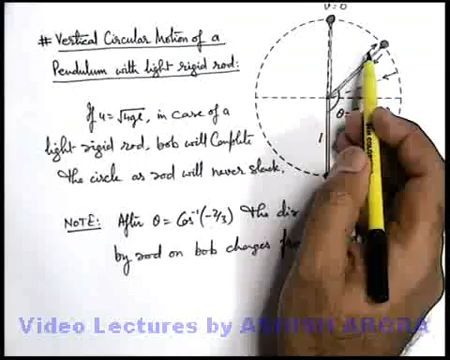 V=0
# Vertical Circular Motion of a
Pendulum with light rigid rod:
θ=
If u = √4gl, in case of a
light rigid rod, bob will Complete
l
the circle as rod will never slack.
NOTE: After θ = Cos⁻¹(-2/3) the
by rod on bob changes
Video Lectures by ASHISH ARORA